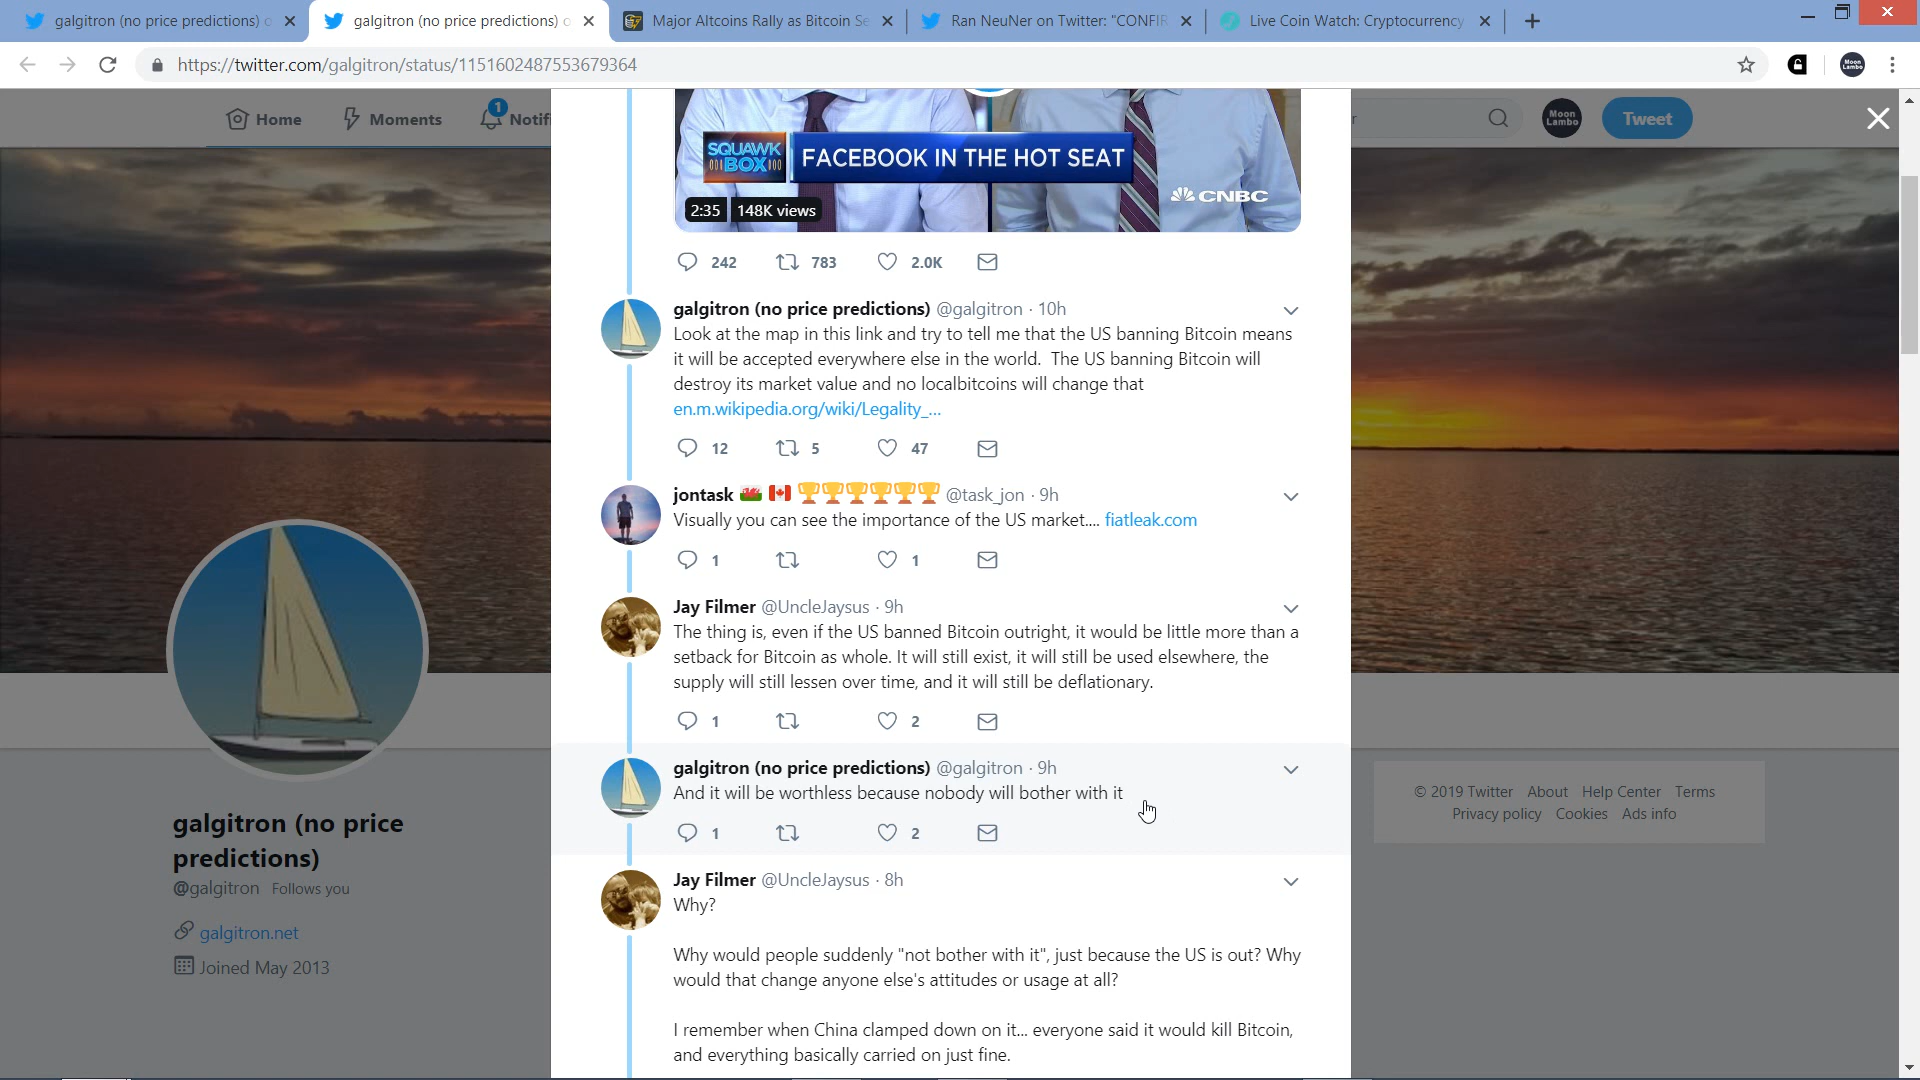 galgitron (no price predictions) o
galgitron (no price predictions) o
Major Altcoins Rally as Bitcoin Se
Ran NeuNer on Twitter: "CONFIR
Live Coin Watch: Cryptocurrency
https://twitter.com/galgitron/status/1151602487553679364
Moon Lambo
Home
Moments
1
Notif
Moon
Lambo
Tweet
SQUAWK
BOX
FACEBOOK IN THE HOT SEAT
CNBC
2:35
148K views
242 783 2.0K
galgitron (no price predictions) @galgitron · 10h
Look at the map in this link and try to tell me that the US banning Bitcoin means
it will be accepted everywhere else in the world. The US banning Bitcoin will
destroy its market value and no localbitcoins will change that
en.m.wikipedia.org/wiki/Legality_...
12 5 47
jontask 🏴󠁧󠁢󠁷󠁬󠁳󠁿 🇨🇦 🏆🏆🏆🏆🏆🏆 @task_jon · 9h
Visually you can see the importance of the US market.... fiatleak.com
1 1
Jay Filmer @UncleJaysus · 9h
The thing is, even if the US banned Bitcoin outright, it would be little more than a
setback for Bitcoin as whole. It will still exist, it will still be used elsewhere, the
supply will still lessen over time, and it will still be deflationary.
1 2
galgitron (no price predictions) @galgitron · 9h
And it will be worthless because nobody will bother with it
1 2
Jay Filmer @UncleJaysus · 8h
Why?
Why would people suddenly "not bother with it", just because the US is out? Why
would that change anyone else's attitudes or usage at all?
I remember when China clamped down on it... everyone said it would kill Bitcoin,
and everything basically carried on just fine.
galgitron (no price
predictions)
@galgitron Follows you
galgitron.net
Joined May 2013
© 2019 Twitter About Help Center Terms
Privacy policy Cookies Ads info